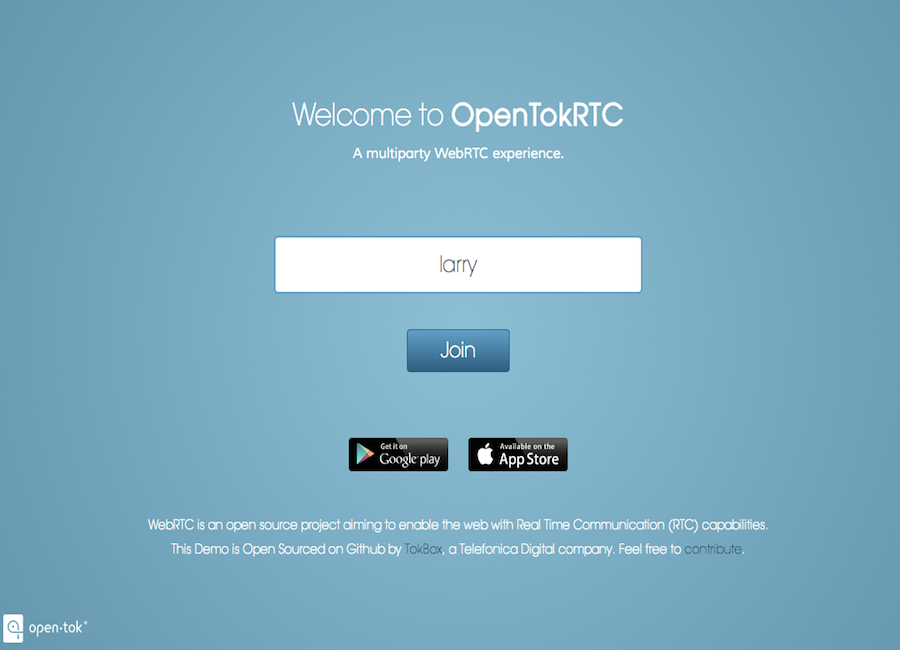 Welcome to OpenTokRTC
A multiparty WebRTC experience.
larry
Join
Get it on
Google play
Available on the
App Store
WebRTC is an open source project aiming to enable the web with Real Time Communication (RTC) capabilities.
This Demo is Open Sourced on Github by TokBox, a Telefonica Digital company. Feel free to contribute.
open·tok®